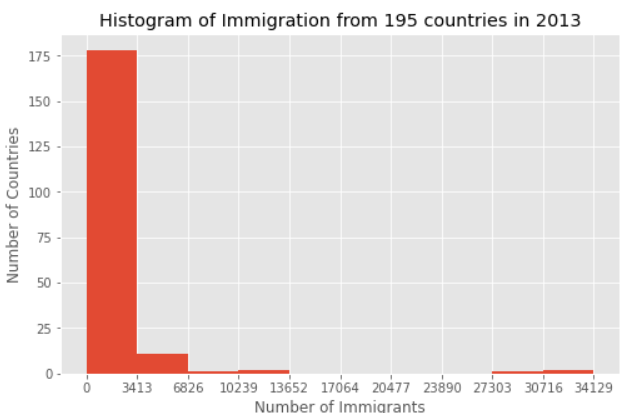 Histogram of Immigration from 195 countries in 2013
Number of Countries
175
150
125
100
75
50
25
0
0 3413 6826 10239 13652 17064 20477 23890 27303 30716 34129
Number of Immigrants